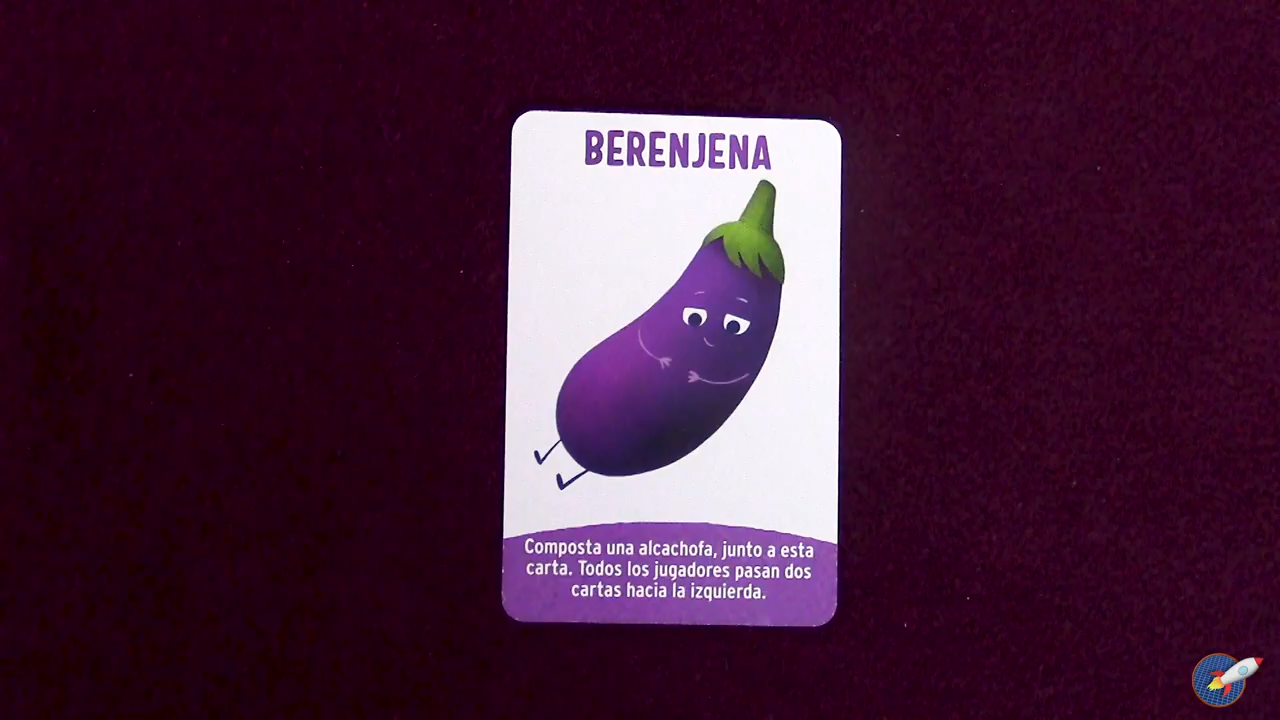 BERENJENA
Composta una alcachofa, junto a esta
carta. Todos los jugadores pasan dos
cartas hacia la izquierda.